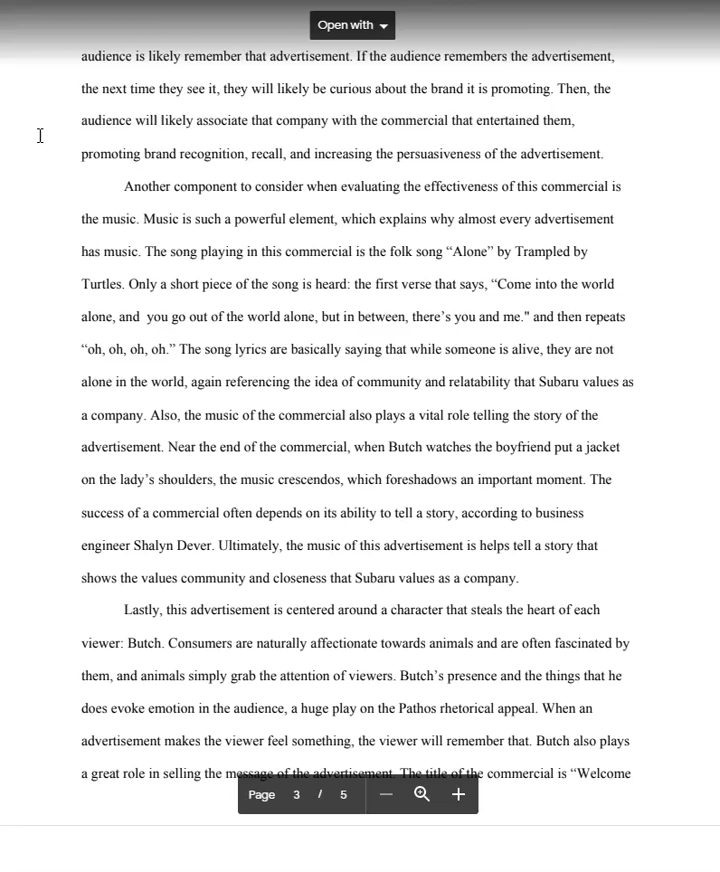 Open with
audience is likely remember that advertisement. If the audience remembers the advertisement,
the next time they see it, they will likely be curious about the brand it is promoting. Then, the
audience will likely associate that company with the commercial that entertained them,
promoting brand recognition, recall, and increasing the persuasiveness of the advertisement.
Another component to consider when evaluating the effectiveness of this commercial is
the music. Music is such a powerful element, which explains why almost every advertisement
has music. The song playing in this commercial is the folk song “Alone” by Trampled by
Turtles. Only a short piece of the song is heard: the first verse that says, “Come into the world
alone, and  you go out of the world alone, but in between, there’s you and me." and then repeats
“oh, oh, oh, oh.” The song lyrics are basically saying that while someone is alive, they are not
alone in the world, again referencing the idea of community and relatability that Subaru values as
a company. Also, the music of the commercial also plays a vital role telling the story of the
advertisement. Near the end of the commercial, when Butch watches the boyfriend put a jacket
on the lady’s shoulders, the music crescendos, which foreshadows an important moment. The
success of a commercial often depends on its ability to tell a story, according to business
engineer Shalyn Dever. Ultimately, the music of this advertisement is helps tell a story that
shows the values community and closeness that Subaru values as a company.
Lastly, this advertisement is centered around a character that steals the heart of each
viewer: Butch. Consumers are naturally affectionate towards animals and are often fascinated by
them, and animals simply grab the attention of viewers. Butch’s presence and the things that he
does evoke emotion in the audience, a huge play on the Pathos rhetorical appeal. When an
advertisement makes the viewer feel something, the viewer will remember that. Butch also plays
a great role in selling the message of the advertisement. The title of the commercial is “Welcome
Page 3 / 5